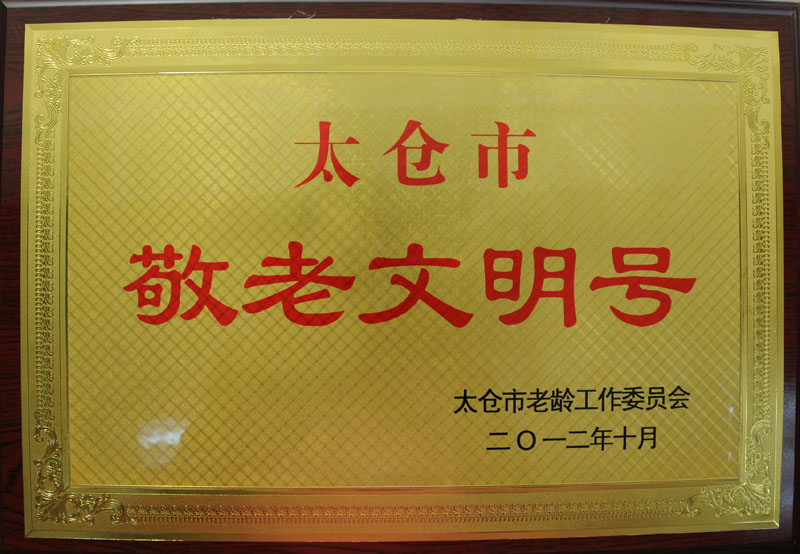 太仓市
敬老文明号
太仓市老龄工作委员会
二〇一二年十月